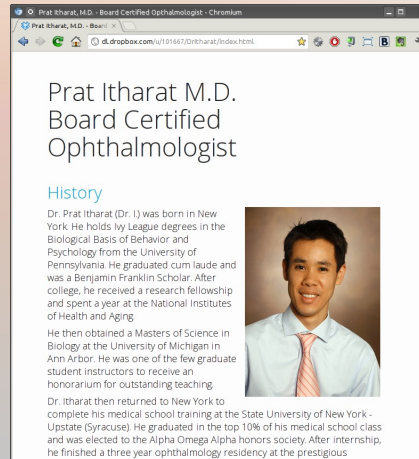 Prat Itharat, M.D. - Board Certified Opthalmologist - Chromium
Prat Itharat, M.D. - Board
dl.dropbox.com/u/101667/DrItharat/index.html
Prat Itharat M.D.
Board Certified
Ophthalmologist
History
Dr. Prat Itharat (Dr. I.) was born in New
York. He holds Ivy League degrees in the
Biological Basis of Behavior and
Psychology from the University of
Pennsylvania. He graduated cum laude and
was a Benjamin Franklin Scholar. After
college, he received a research fellowship
and spent a year at the National Institutes
of Health and Aging.
He then obtained a Masters of Science in
Biology at the University of Michigan in
Ann Arbor. He was one of the few graduate
student instructors to receive an
honorarium for outstanding teaching.
Dr. Itharat then returned to New York to
complete his medical school training at the State University of New York -
Upstate (Syracuse). He graduated in the top 10% of his medical school class
and was elected to the Alpha Omega Alpha honors society. After internship,
he finished a three year ophthalmology residency at the prestigious